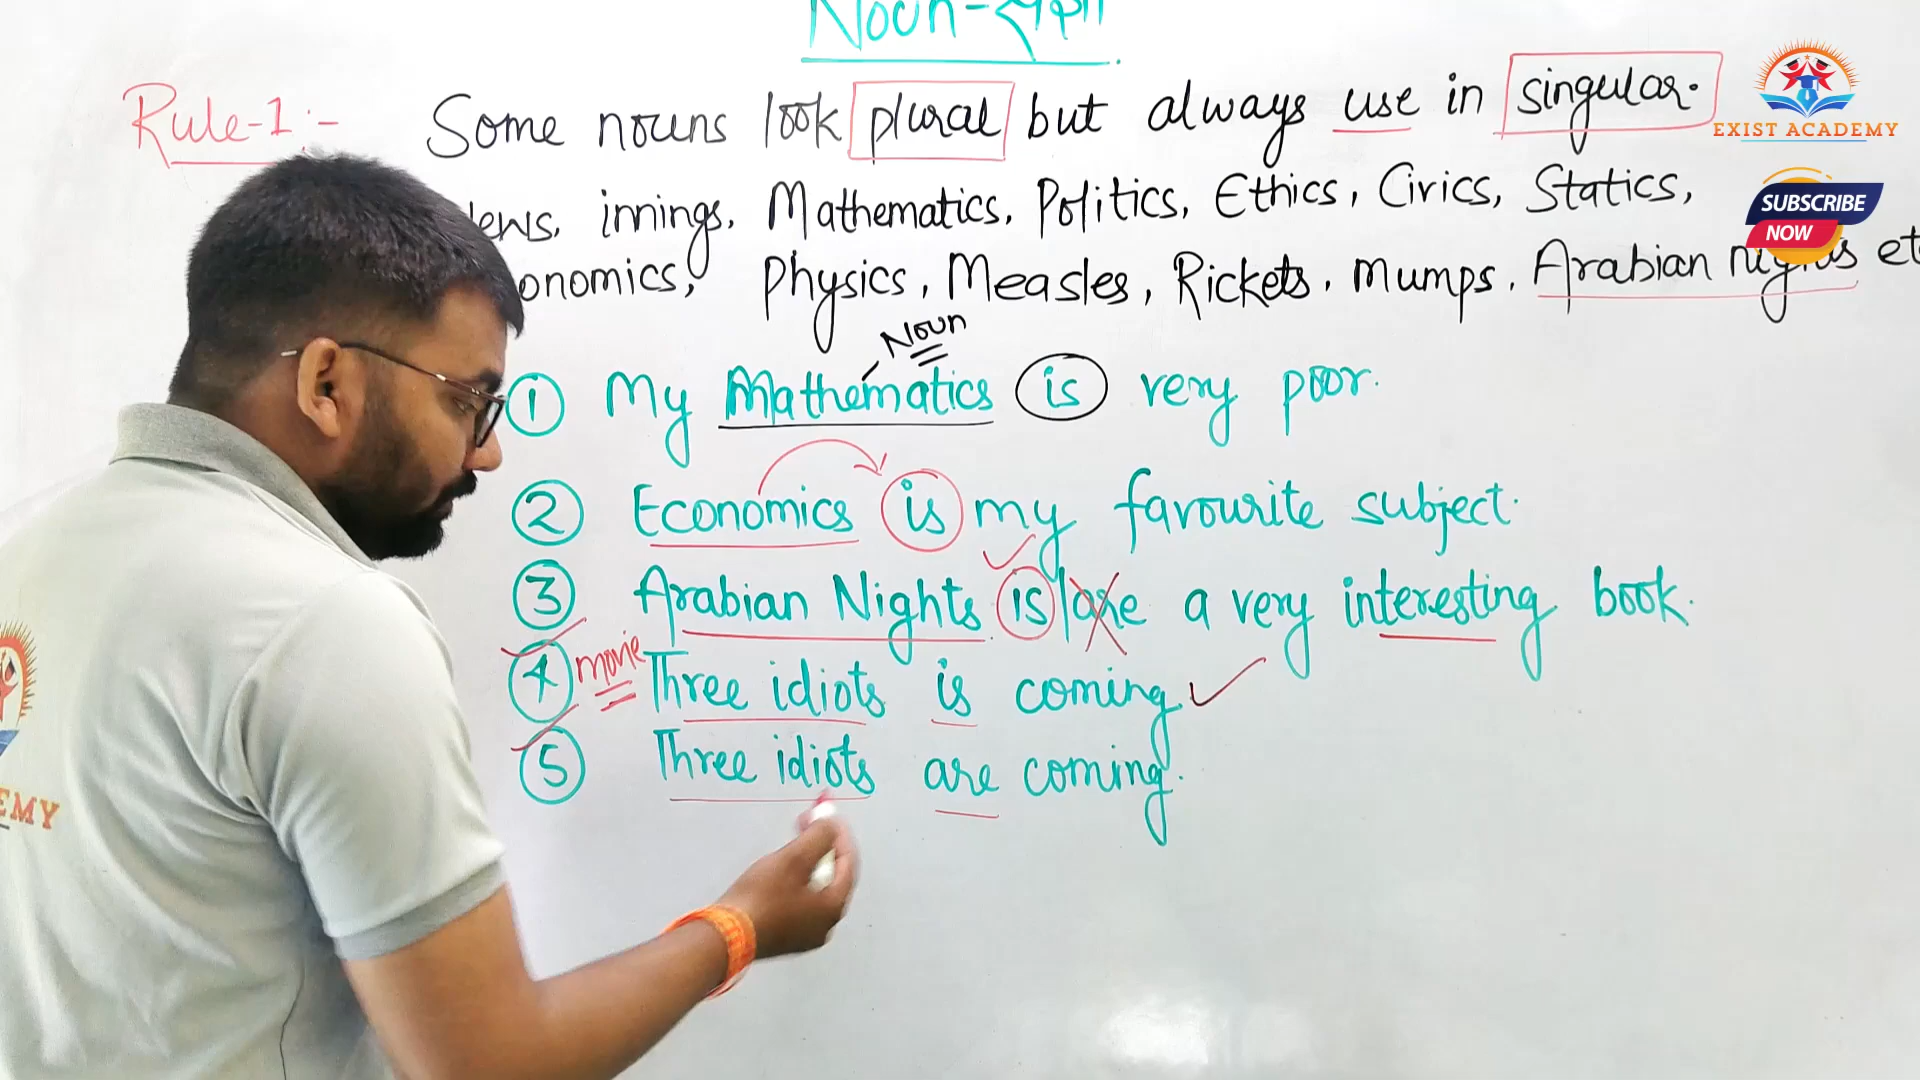 Noun-संज्ञा
Rule-1:- Some nouns look plural but always use in singular.
News, innings, Mathematics, Politics, Ethics, Civics, Statics,
Economics, Physics, Measles, Rickets, Mumps, Arabian nights etc
Noun
① My Mathematics is very poor.
② Economics is my favourite subject.
③ Arabian Nights is/are a very interesting book.
④ movie Three idiots is coming
⑤ Three idiots are coming.
EXIST ACADEMY
SUBSCRIBE
NOW
EMY